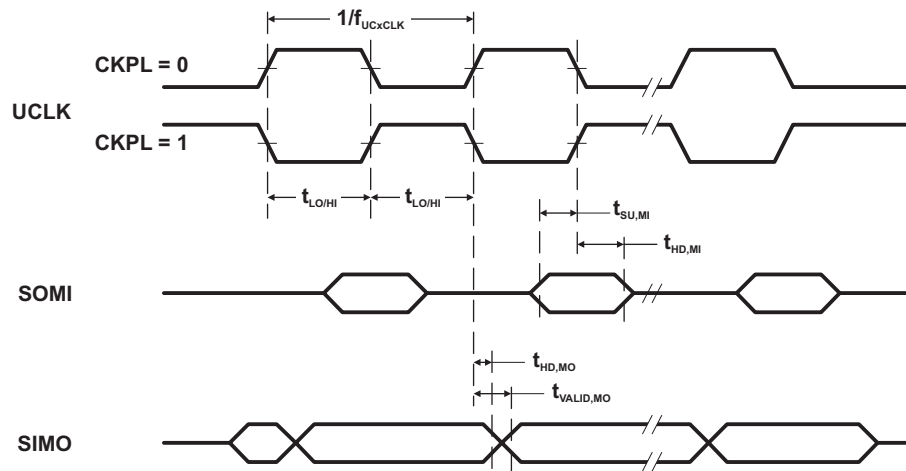 1/fUCxCLK
CKPL = 0
UCLK
CKPL = 1
tLO/HI tLO/HI
tSU,MI
tHD,MI
SOMI
tHD,MO
tVALID,MO
SIMO